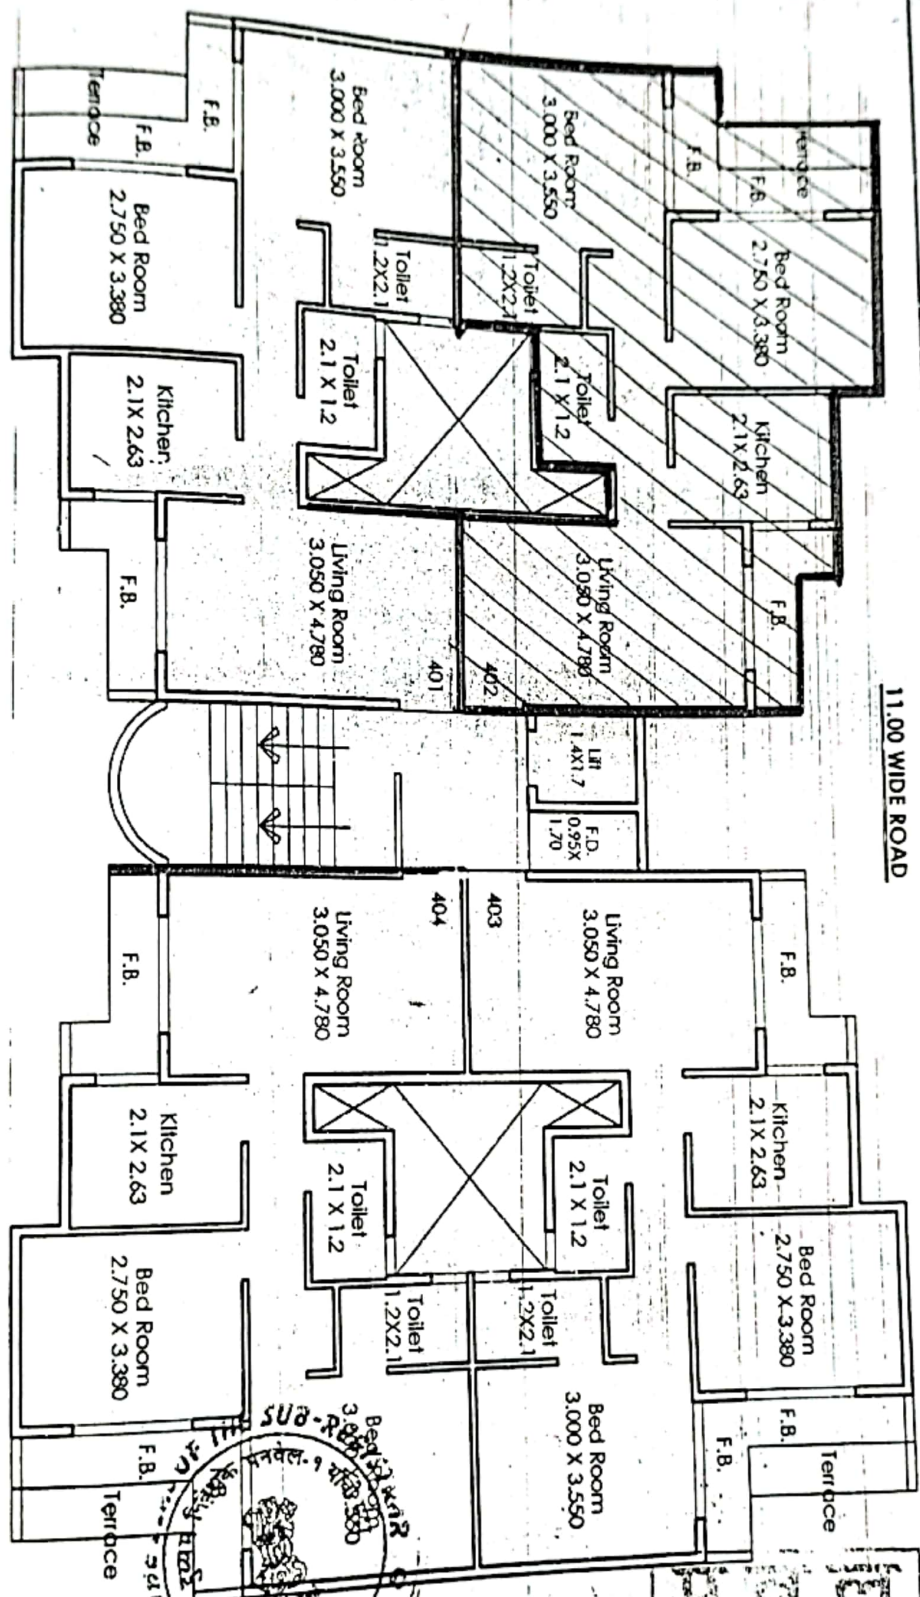 11.00 WIDE ROAD
Terrace
F.B.
F.B.
Bed Room
2.750 X 3.380
Kitchen
2.1X 2.63
F.B.
Bed Room
3.000 X 3.550
Toilet
1.2X2.1
Toilet
2.1 X 1.2
Living Room
3.050 X 4.780
402
Lift
1.4X1.7
F.D.
0.95X
1.70
403
Living Room
3.050 X 4.780
F.B.
Kitchen
2.1X 2.63
Toilet
2.1 X 1.2
Toilet
1.2X2.1
Bed Room
2.750 X 3.380
Bed Room
3.000 X 3.550
F.B.
F.B.
Terrace
F.B.
F.B.
Terrace
Bed Room
3.000 X 3.550
Toilet
1.2X2.1
Toilet
2.1 X 1.2
Bed Room
2.750 X 3.380
Kitchen
2.1X 2.63
Living Room
3.050 X 4.780
401
F.B.
404
Living Room
3.050 X 4.780
F.B.
Kitchen
2.1X 2.63
Toilet
2.1 X 1.2
Toilet
1.2X2.1
Bed Room
2.750 X 3.380
F.B.
Terrace
OF THE SUB-REGISTRAR
पनवेल-१